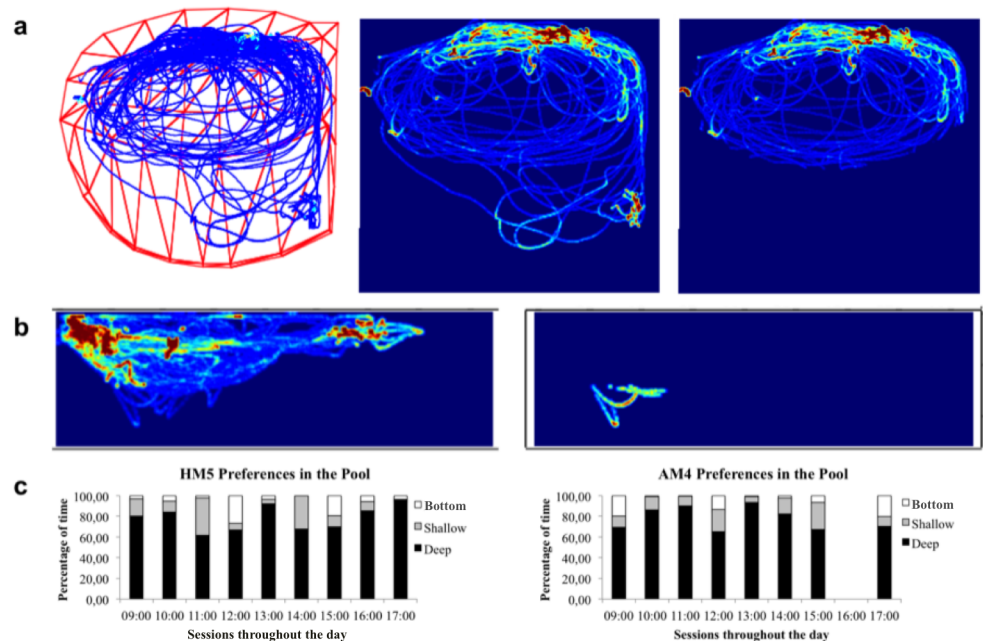 a
b
c
HM5 Preferences in the Pool
Percentage of time
100,00
80,00
60,00
40,00
20,00
0,00
09:00 10:00 11:00 12:00 13:00 14:00 15:00 16:00 17:00
Sessions throughout the day
Bottom
Shallow
Deep
AM4 Preferences in the Pool
Percentage of time
100,00
80,00
60,00
40,00
20,00
0,00
09:00 10:00 11:00 12:00 13:00 14:00 15:00 16:00 17:00
Sessions throughout the day
Bottom
Shallow
Deep